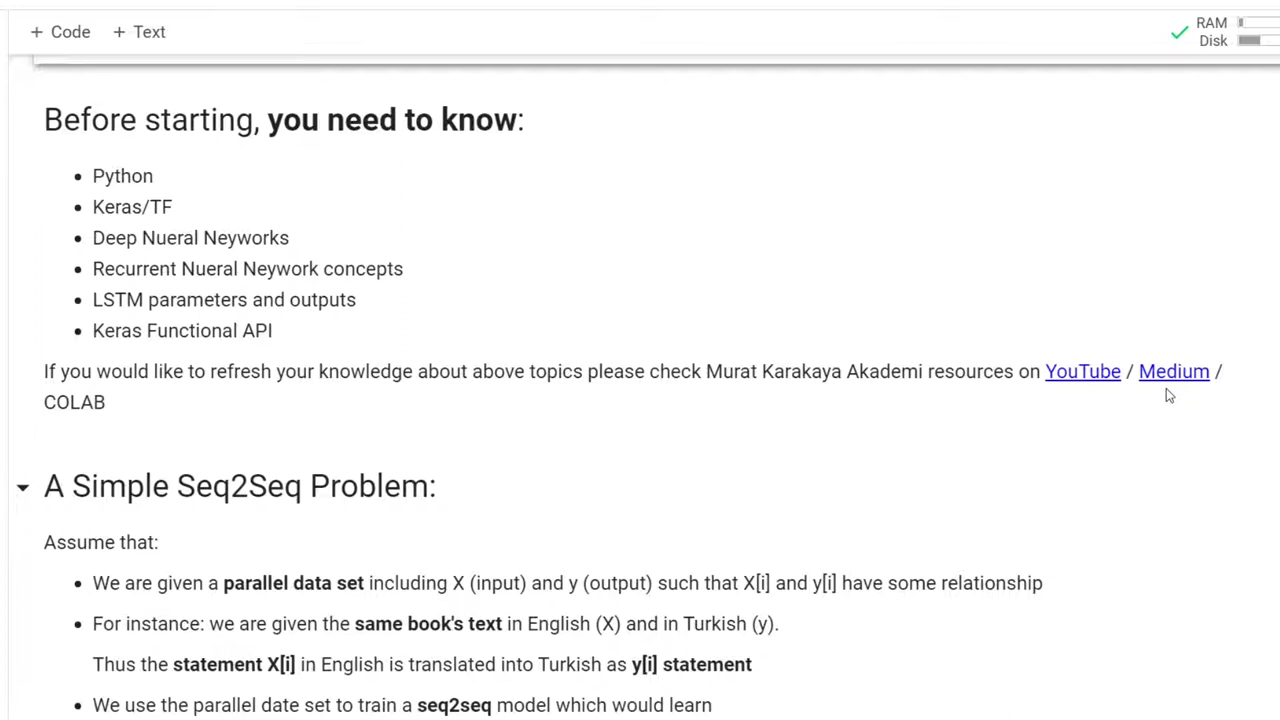 + Code + Text
RAM
Disk
Before starting, you need to know:
Python
Keras/TF
Deep Nueral Neyworks
Recurrent Nueral Neywork concepts
LSTM parameters and outputs
Keras Functional API
If you would like to refresh your knowledge about above topics please check Murat Karakaya Akademi resources on YouTube / Medium /
COLAB
A Simple Seq2Seq Problem:
Assume that:
We are given a parallel data set including X (input) and y (output) such that X[i] and y[i] have some relationship
For instance: we are given the same book's text in English (X) and in Turkish (y).
Thus the statement X[i] in English is translated into Turkish as y[i] statement
We use the parallel date set to train a seq2seq model which would learn